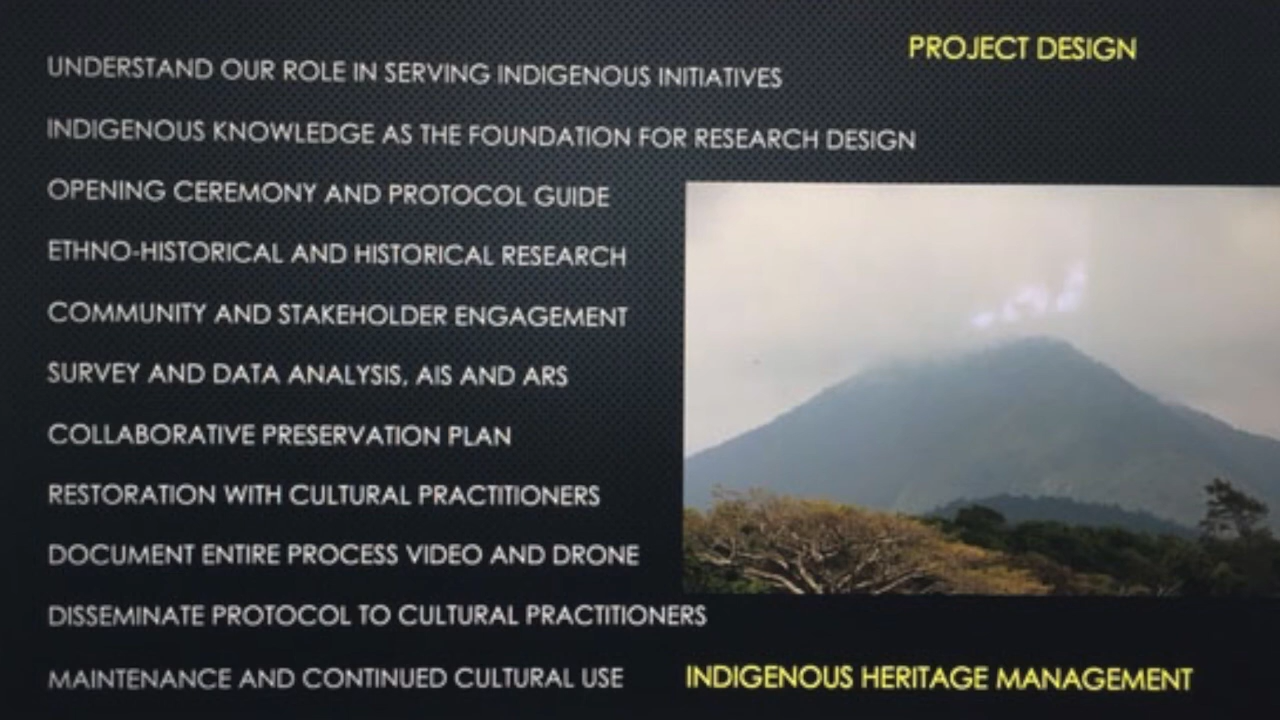 PROJECT DESIGN
UNDERSTAND OUR ROLE IN SERVING INDIGENOUS INITIATIVES
INDIGENOUS KNOWLEDGE AS THE FOUNDATION FOR RESEARCH DESIGN
OPENING CEREMONY AND PROTOCOL GUIDE
ETHNO-HISTORICAL AND HISTORICAL RESEARCH
COMMUNITY AND STAKEHOLDER ENGAGEMENT
SURVEY AND DATA ANALYSIS, AIS AND ARS
COLLABORATIVE PRESERVATION PLAN
RESTORATION WITH CULTURAL PRACTITIONERS
DOCUMENT ENTIRE PROCESS VIDEO AND DRONE
DISSEMINATE PROTOCOL TO CULTURAL PRACTITIONERS
MAINTENANCE AND CONTINUED CULTURAL USE
INDIGENOUS HERITAGE MANAGEMENT